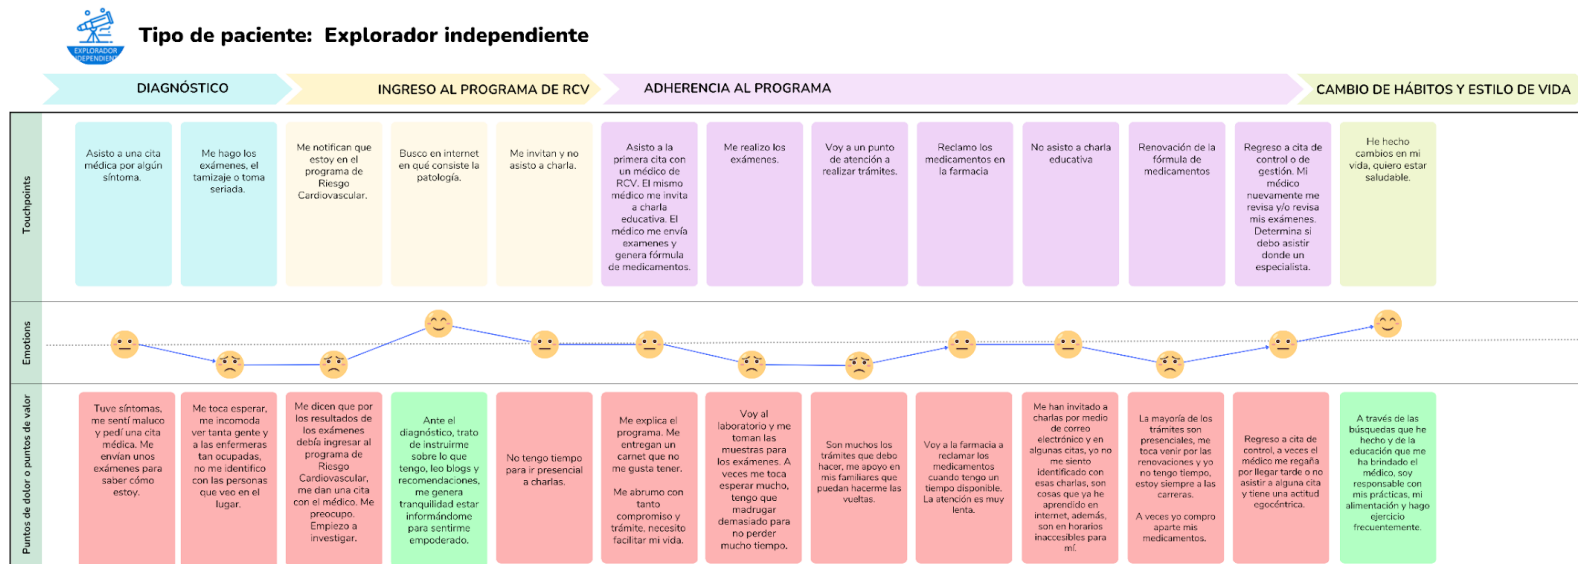 EXPLORADOR
INDEPENDIENTE
Tipo de paciente: Explorador independiente
DIAGNÓSTICO
INGRESO AL PROGRAMA DE RCV
ADHERENCIA AL PROGRAMA
CAMBIO DE HÁBITOS Y ESTILO DE VIDA
Touchpoints
Asisto a una cita
médica por algún
síntoma.
Me hago los
exámenes, el
tamizaje o toma
seriada.
Me notifican que
estoy en el
programa de
Riesgo
Cardiovascular.
Busco en internet
en qué consiste la
patología.
Me invitan y no
asisto a charla.
Asisto a la
primera cita con
un médico de
RCV. El mismo
médico me invita
a charla
educativa. El
médico me envía
examenes y
genera fórmula
de medicamentos.
Me realizo los
exámenes.
Voy a un punto
de atención a
realizar trámites.
Reclamo los
medicamentos en
la farmacia
No asisto a charla
educativa
Renovación de la
fórmula de
medicamentos
Regreso a cita de
control o de
gestión. Mi
médico
nuevamente me
revisa y/o revisa
mis exámenes.
Determina si
debo asistir
donde un
especialista.
He hecho
cambios en mi
vida, quiero estar
saludable.
Emotions
Puntos de dolor o puntos de valor
Tuve síntomas,
me sentí maluco
y pedí una cita
médica. Me
envían unos
exámenes para
saber cómo
estoy.
Me toca esperar,
me incomoda
ver tanta gente y
a las enfermeras
tan ocupadas,
no me identifico
con las personas
que veo en el
lugar.
Me dicen que por
los resultados de
los exámenes
debía ingresar al
programa de
Riesgo
Cardiovascular,
me dan una cita
con el médico. Me
preocupo.
Empiezo a
investigar.
Ante el
diagnóstico, trato
de instruirme
sobre lo que
tengo, leo blogs y
recomendaciones,
me genera
tranquilidad estar
informándome
para sentirme
empoderado.
No tengo tiempo
para ir presencial
a charlas.
Me explica el
programa. Me
entregan un
carnet que no
me gusta tener.
Me abrumo con
tanto
compromiso y
trámite, necesito
facilitar mi vida.
Voy al
laboratorio y me
toman las
muestras para
los exámenes. A
veces me toca
esperar mucho,
tengo que
madrugar
demasiado para
no perder
mucho tiempo.
Son muchos los
trámites que debo
hacer, me apoyo en
mis familiares que
puedan hacerme las
vueltas.
Voy a la farmacia a
reclamar los
medicamentos
cuando tengo un
tiempo disponible.
La atención es muy
lenta.
Me han invitado a
charlas por medio
de correo
electrónico y en
algunas citas, yo no
me siento
identificado con
esas charlas, son
cosas que ya he
aprendido en
internet, además,
son en horarios
inaccesibles para
mí.
La mayoría de los
trámites son
presenciales, me
toca venir por las
renovaciones y yo
no tengo tiempo,
estoy siempre a las
carreras.
A veces yo compro
aparte mis
medicamentos.
Regreso a cita de
control, a veces el
médico me regaña
por llegar tarde o no
asistir a alguna cita
y tiene una actitud
egocéntrica.
A través de las
búsquedas que he
hecho y de la
educación que me
ha brindado el
médico, soy
responsable con
mis prácticas, mi
alimentación y hago
ejercicio
frecuentemente.